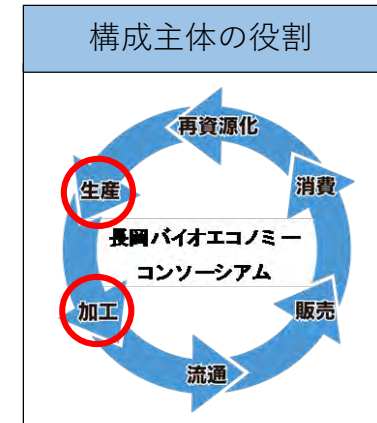 構成主体の役割
再資源化
生産
消費
長岡バイオエコノミー
コンソーシアム
加工
販売
流通